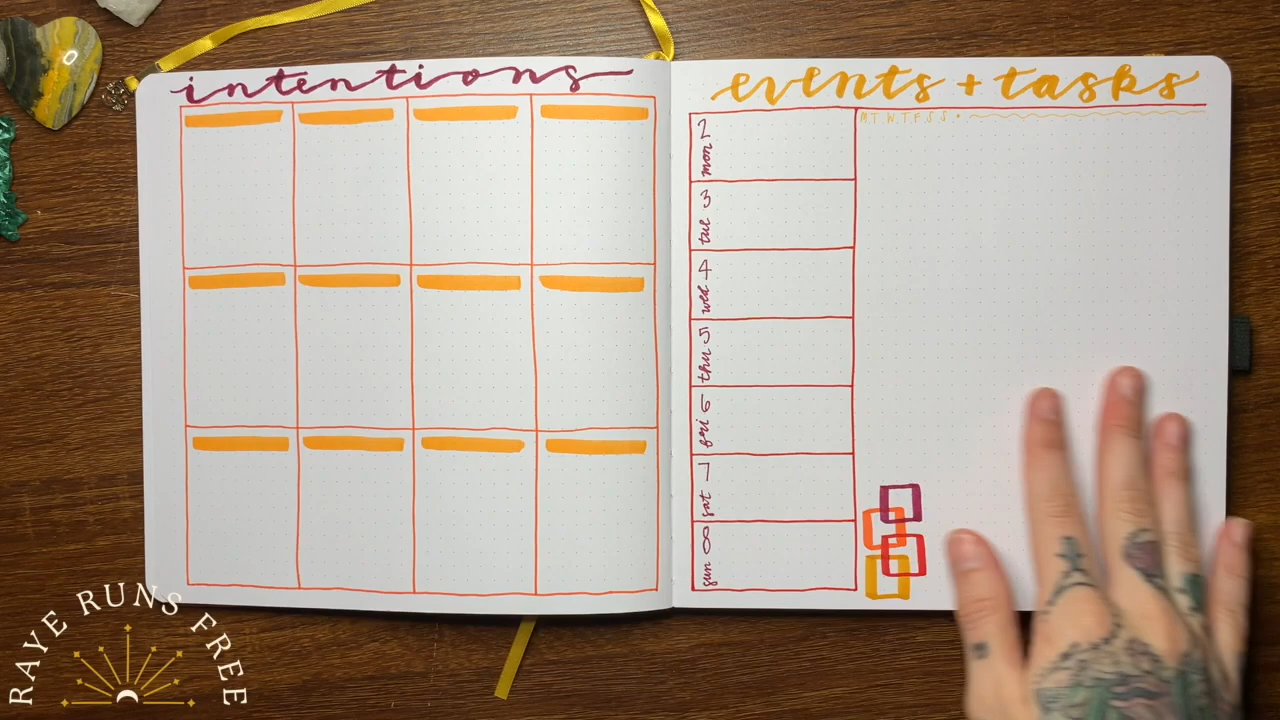 intentions
events + tasks
M T W T F S S
2
mon
3
tue
4
wed
5
thu
6
fri
7
sat
8
sun
RAYE RUNS FREE